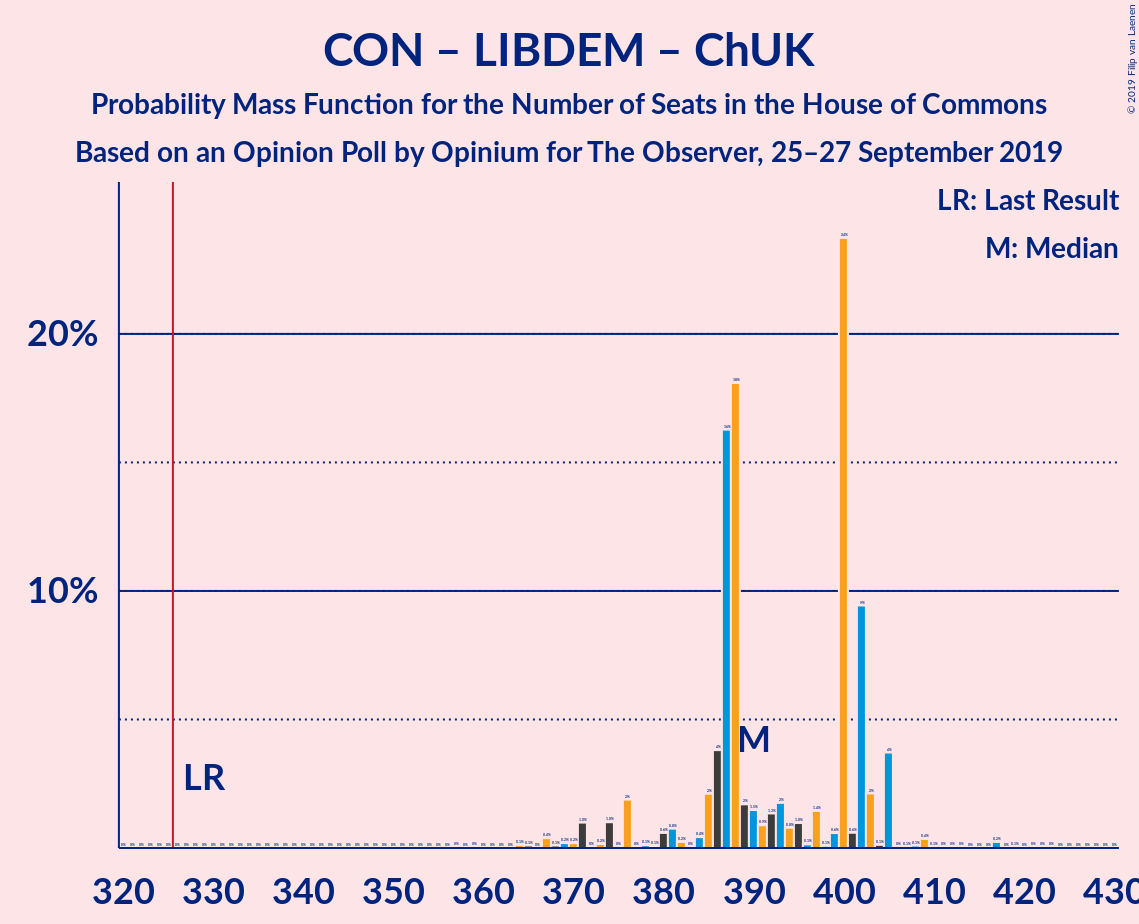 CON – LIBDEM – ChUK
Probability Mass Function for the Number of Seats in the House of Commons
Based on an Opinion Poll by Opinium for The Observer, 25–27 September 2019
© 2019 Filip van Laenen
LR: Last Result
M: Median
20%
10%
LR
M
320 330 340 350 360 370 380 390 400 410 420 430